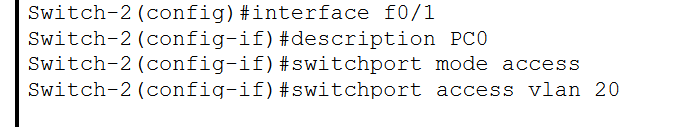 Switch-2(config)#interface f0/1
Switch-2(config-if)#description PC0
Switch-2(config-if)#switchport mode access
Switch-2(config-if)#switchport access vlan 20